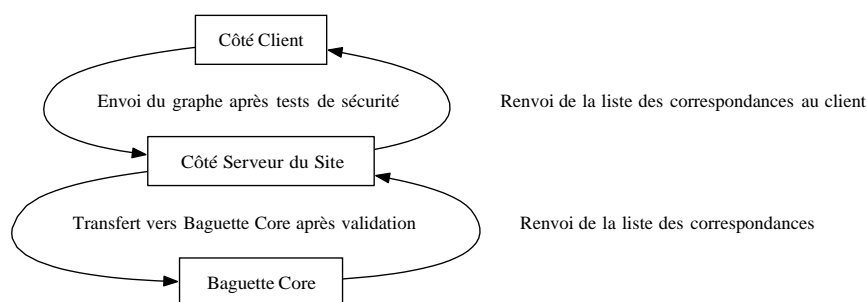 Côté Client
Envoi du graphe après tests de sécurité
Renvoi de la liste des correspondances au client
Côté Serveur du Site
Transfert vers Baguette Core après validation
Renvoi de la liste des correspondances
Baguette Core